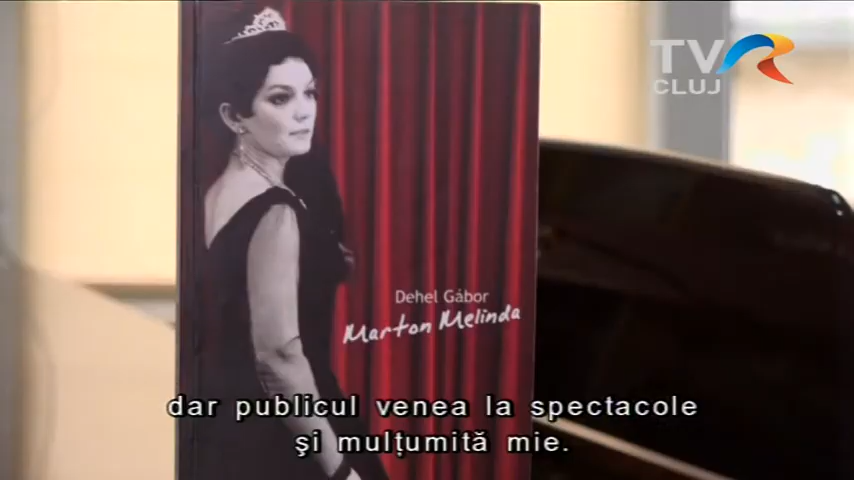 TVR
CLUJ
Dehel Gábor
Marton Melinda
dar publicul venea la spectacole
şi mulţumită mie.